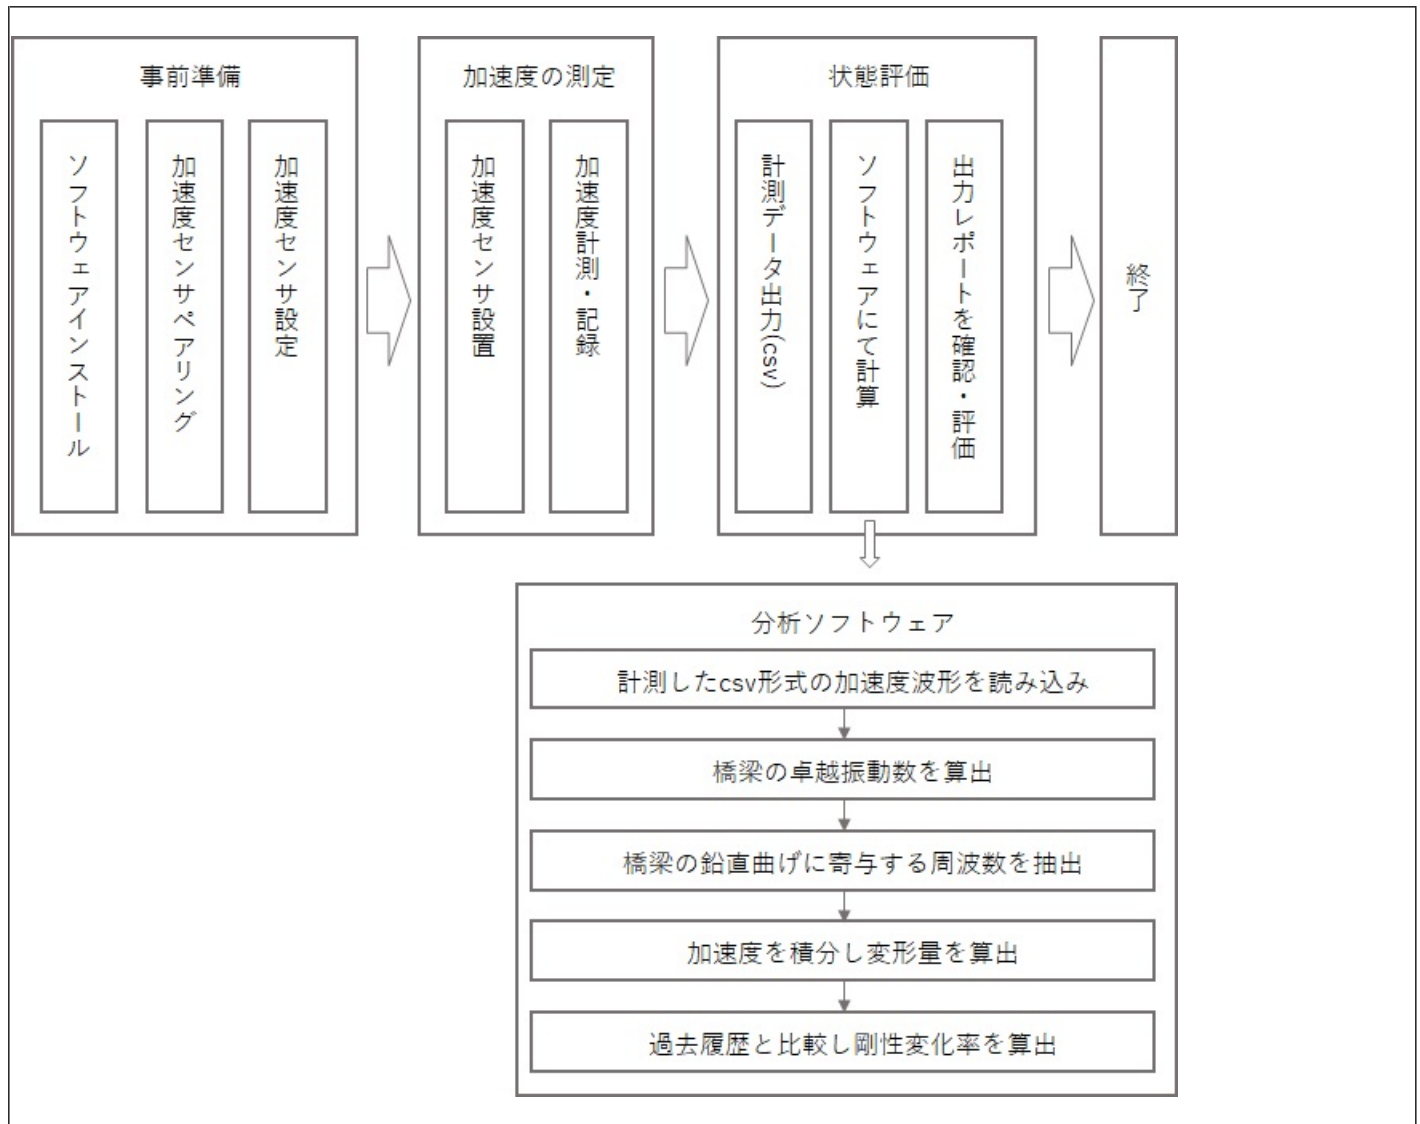 事前準備
ソフトウェアインストール
加速度センサペアリング
加速度センサ設定
加速度の測定
加速度センサ設置
加速度計測・記録
状態評価
計測データ出力(csv)
ソフトウェアにて計算
出力レポートを確認・評価
終了
分析ソフトウェア
計測したcsv形式の加速度波形を読み込み
橋梁の卓越振動数を算出
橋梁の鉛直曲げに寄与する周波数を抽出
加速度を積分し変形量を算出
過去履歴と比較し剛性変化率を算出